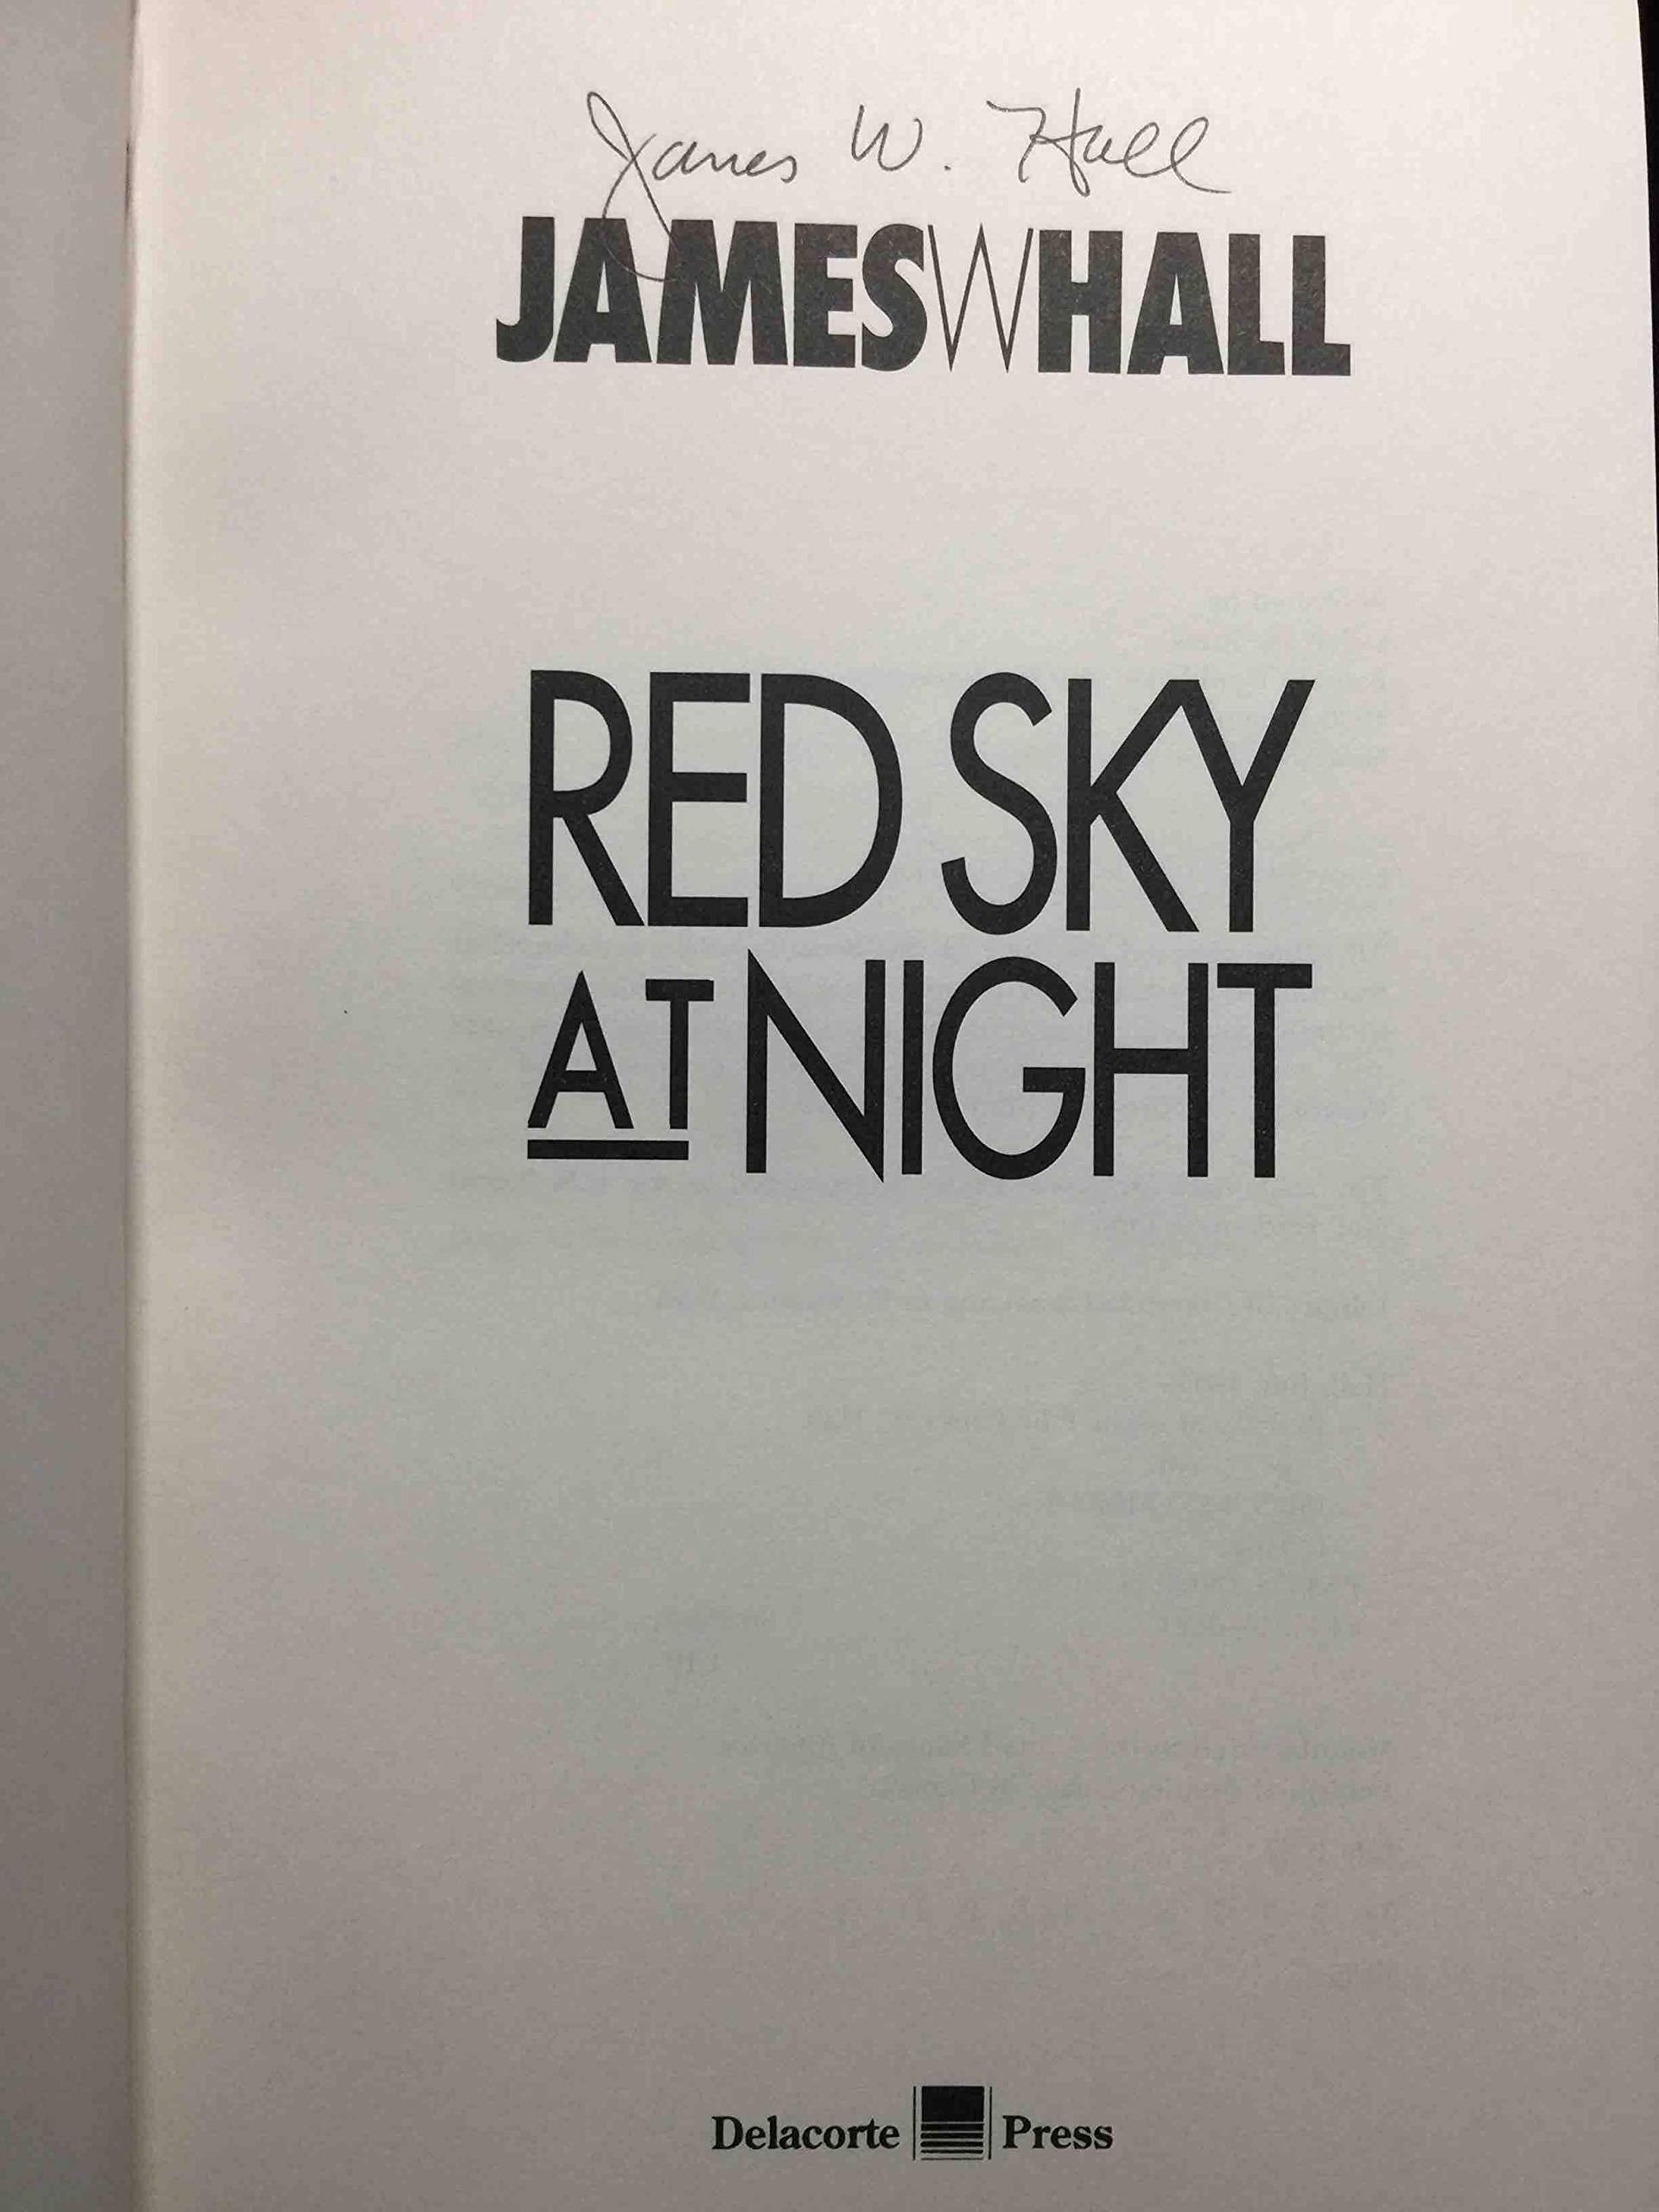 James W. Hall
JAMESWHALL
RED SKY
AT NIGHT
Delacorte Press